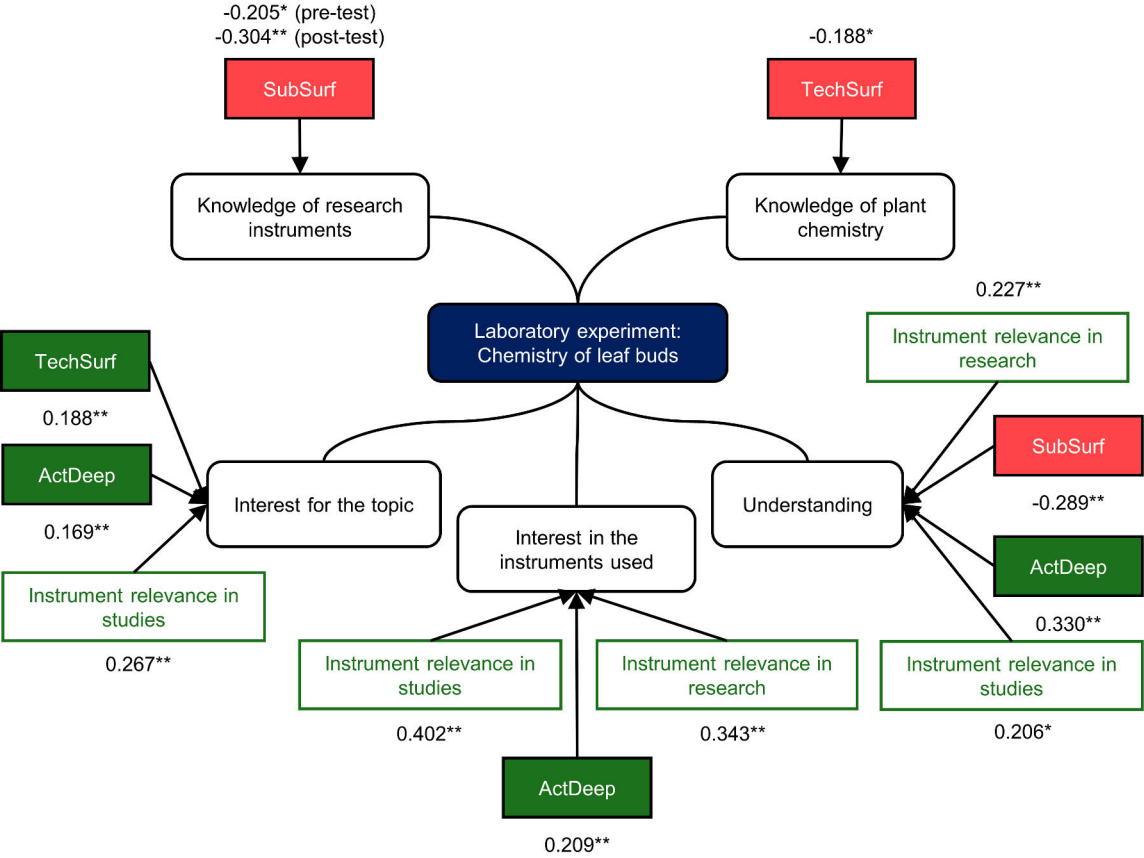 -0.205* (pre-test)
-0.304** (post-test)
SubSurf
-0.188*
TechSurf
Knowledge of research
instruments
Knowledge of plant
chemistry
Laboratory experiment:
Chemistry of leaf buds
0.227**
Instrument relevance in
research
TechSurf
0.188**
ActDeep
0.169**
Instrument relevance in
studies
0.267**
Interest for the topic
Interest in the
instruments used
Understanding
SubSurf
-0.289**
ActDeep
0.330**
Instrument relevance in
studies
0.402**
Instrument relevance in
research
0.343**
Instrument relevance in
studies
0.206*
ActDeep
0.209**